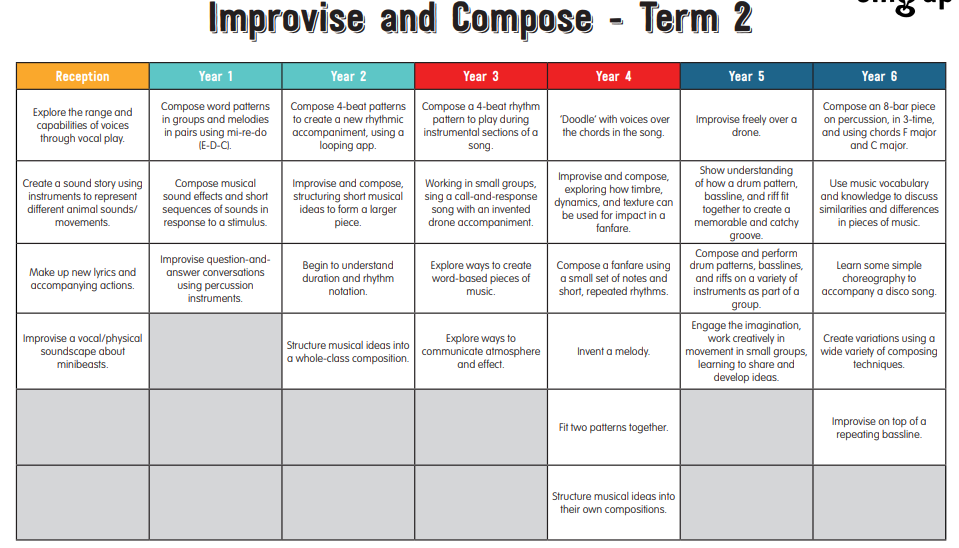 Improvise and Compose - Term 2
Reception
Year 1
Year 2
Year 3
Year 4
Year 5
Year 6
Explore the range and
capabilities of voices
through vocal play.
Compose word patterns
in groups and melodies
in pairs using mi-re-do
(E-D-C).
Compose 4-beat patterns
to create a new rhythmic
accompaniment, using a
looping app.
Compose a 4-beat rhythm
pattern to play during
instrumental sections of a
song.
'Doodle' with voices over
the chords in the song.
Improvise freely over a
drone.
Compose an 8-bar piece
on percussion, in 3-time,
and using chords F major
and C major.
Create a sound story using
instruments to represent
different animal sounds/
movements.
Compose musical
sound effects and short
sequences of sounds in
response to a stimulus.
Improvise and compose,
structuring short musical
ideas to form a larger
piece.
Working in small groups,
sing a call-and-response
song with an invented
drone accompaniment.
Improvise and compose,
exploring how timbre,
dynamics, and texture can
be used for impact in a
fanfare.
Show understanding
of how a drum pattern,
bassline, and riff fit
together to create a
memorable and catchy
groove.
Use music vocabulary
and knowledge to discuss
similarities and differences
in pieces of music.
Make up new lyrics and
accompanying actions.
Improvise question-and-
answer conversations
using percussion
instruments.
Begin to understand
duration and rhythm
notation.
Explore ways to create
word-based pieces of
music.
Compose a fanfare using
a small set of notes and
short, repeated rhythms.
Compose and perform
drum patterns, basslines,
and riffs on a variety of
instruments as part of a
group.
Learn some simple
choreography to
accompany a disco song.
Improvise a vocal/physical
soundscape about
minibeasts.
Structure musical ideas into
a whole-class composition.
Explore ways to
communicate atmosphere
and effect.
Invent a melody.
Engage the imagination,
work creatively in
movement in small groups,
learning to share and
develop ideas.
Create variations using a
wide variety of composing
techniques.
Fit two patterns together.
Improvise on top of a
repeating bassline.
Structure musical ideas into
their own compositions.